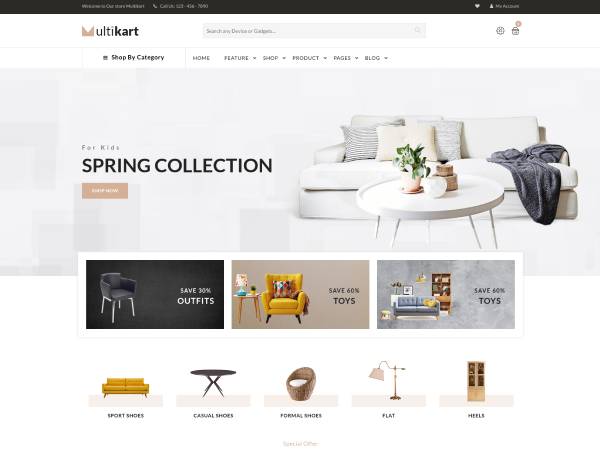 Welcome to Our store Multikart
Call Us: 123 - 456 - 7890
My Account
Multikart
Search any Device or Gadgets...
0
Shop By Category
HOME
FEATURE
SHOP
PRODUCT
PAGES
BLOG
For Kids
SPRING COLLECTION
SHOP NOW
SAVE 30%
OUTFITS
SAVE 60%
TOYS
SAVE 60%
TOYS
SPORT SHOES
CASUAL SHOES
FORMAL SHOES
FLAT
HEELS
Special Offer